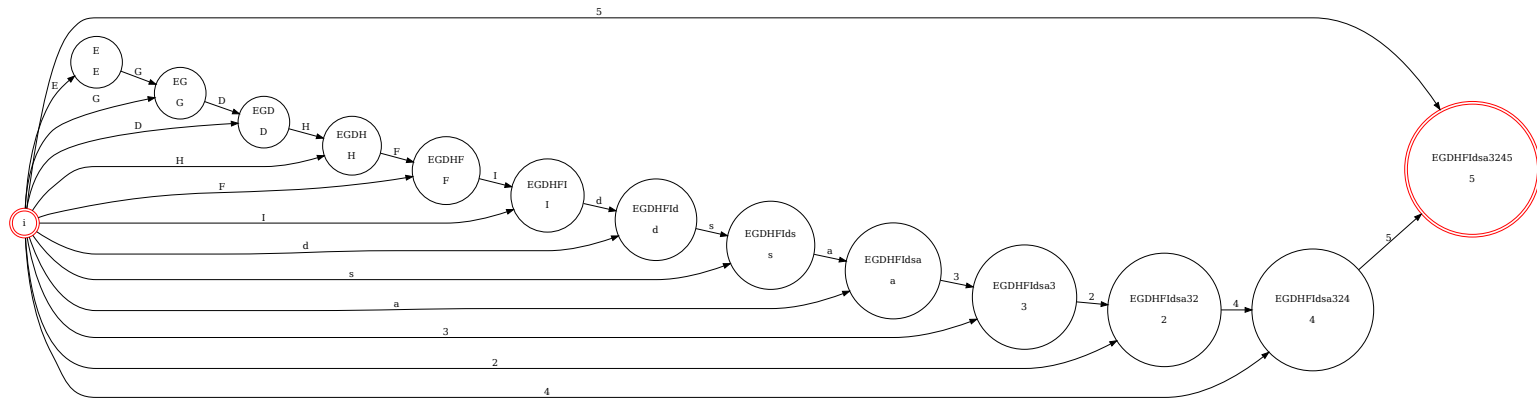 5
E
E
E
G
EG
G
G
D
EGD
D
D
H
EGDH
H
H
F
EGDHF
F
F
I
EGDHFI
I
I
d
EGDHFId
d
d
s
EGDHFIds
s
s
a
EGDHFIdsa
a
a
3
EGDHFIdsa3
3
3
2
EGDHFIdsa32
2
2
4
EGDHFIdsa324
4
4
5
EGDHFIdsa3245
5
i